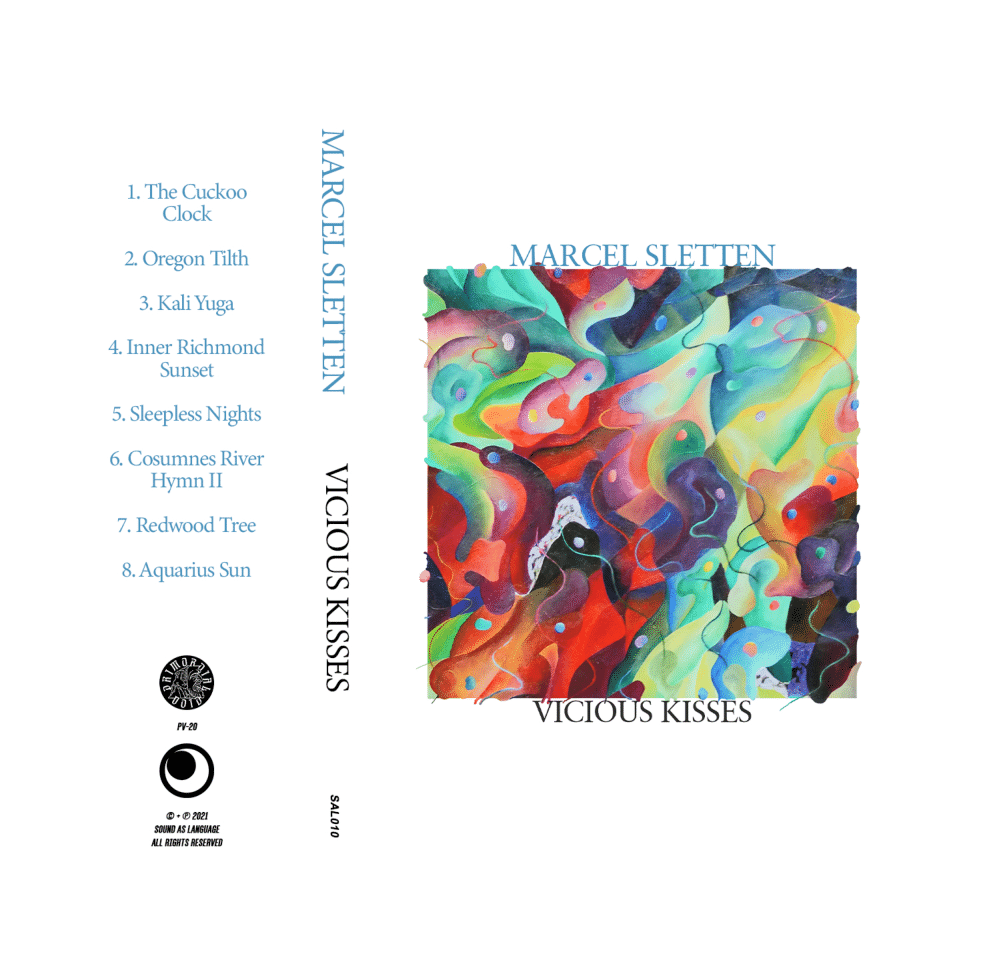 1. The Cuckoo
Clock
2. Oregon Tilth
3. Kali Yuga
4. Inner Richmond
Sunset
5. Sleepless Nights
6. Cosumnes River
Hymn II
7. Redwood Tree
8. Aquarius Sun
PRIMORDIAL
VOID
PV-20
© + ℗ 2021
SOUND AS LANGUAGE
ALL RIGHTS RESERVED
MARCEL SLETTEN
VICIOUS KISSES
SAL010
MARCEL SLETTEN
VICIOUS KISSES